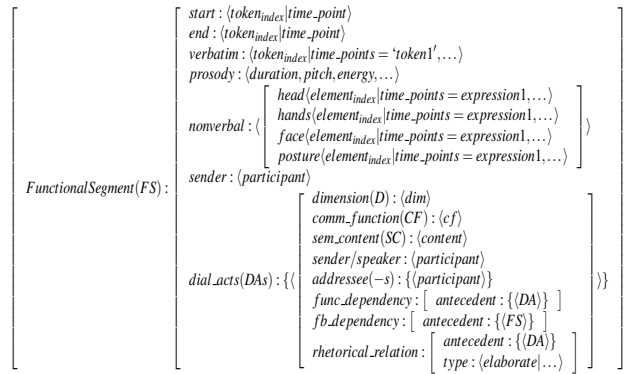 start : ⟨token_index|time_point⟩
end : ⟨token_index|time_point⟩
verbatim : ⟨token_index|time_points = ‘token1′,…⟩
prosody : ⟨duration, pitch, energy,…⟩
head⟨element_index|time_points = expression1,…⟩
hands⟨element_index|time_points = expression1,…⟩
nonverbal : ⟨
⟩
face⟨element_index|time_points = expression1,…⟩
posture⟨element_index|time_points = expression1,…⟩
sender : ⟨participant⟩
FunctionalSegment(FS) :
dimension(D) : ⟨dim⟩
comm_function(CF) : ⟨cf⟩
sem_content(SC) : ⟨content⟩
sender/speaker : ⟨participant⟩
dial_acts(DAs) : {⟨
addressee(−s) : {⟨participant⟩}
⟩}
func_dependency : [ antecedent : {⟨DA⟩} ]
fb_dependency : [ antecedent : {⟨FS⟩} ]
rhetorical_relation : [ antecedent : {⟨DA⟩}
type : ⟨elaborate|…⟩ ]